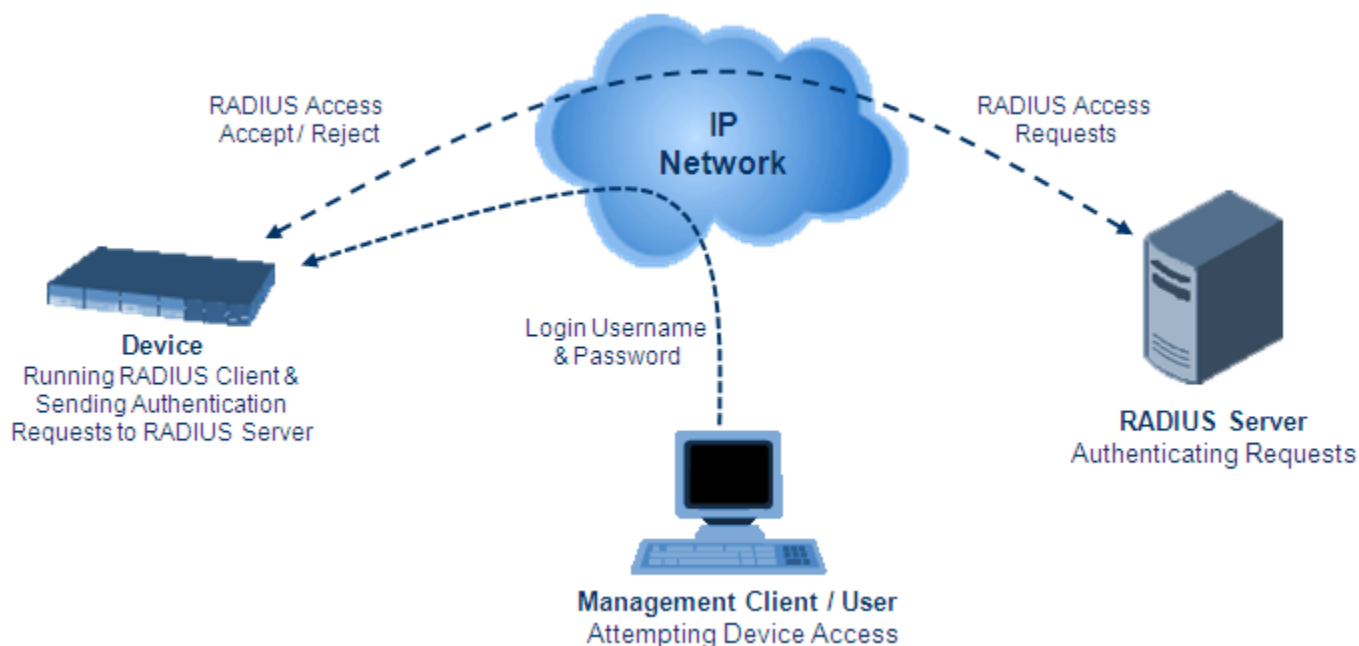 RADIUS Access
Accept / Reject
IP
Network
RADIUS Access
Requests
Device
Running RADIUS Client &
Sending Authentication
Requests to RADIUS Server
Login Username
& Password
RADIUS Server
Authenticating Requests
Management Client / User
Attempting Device Access